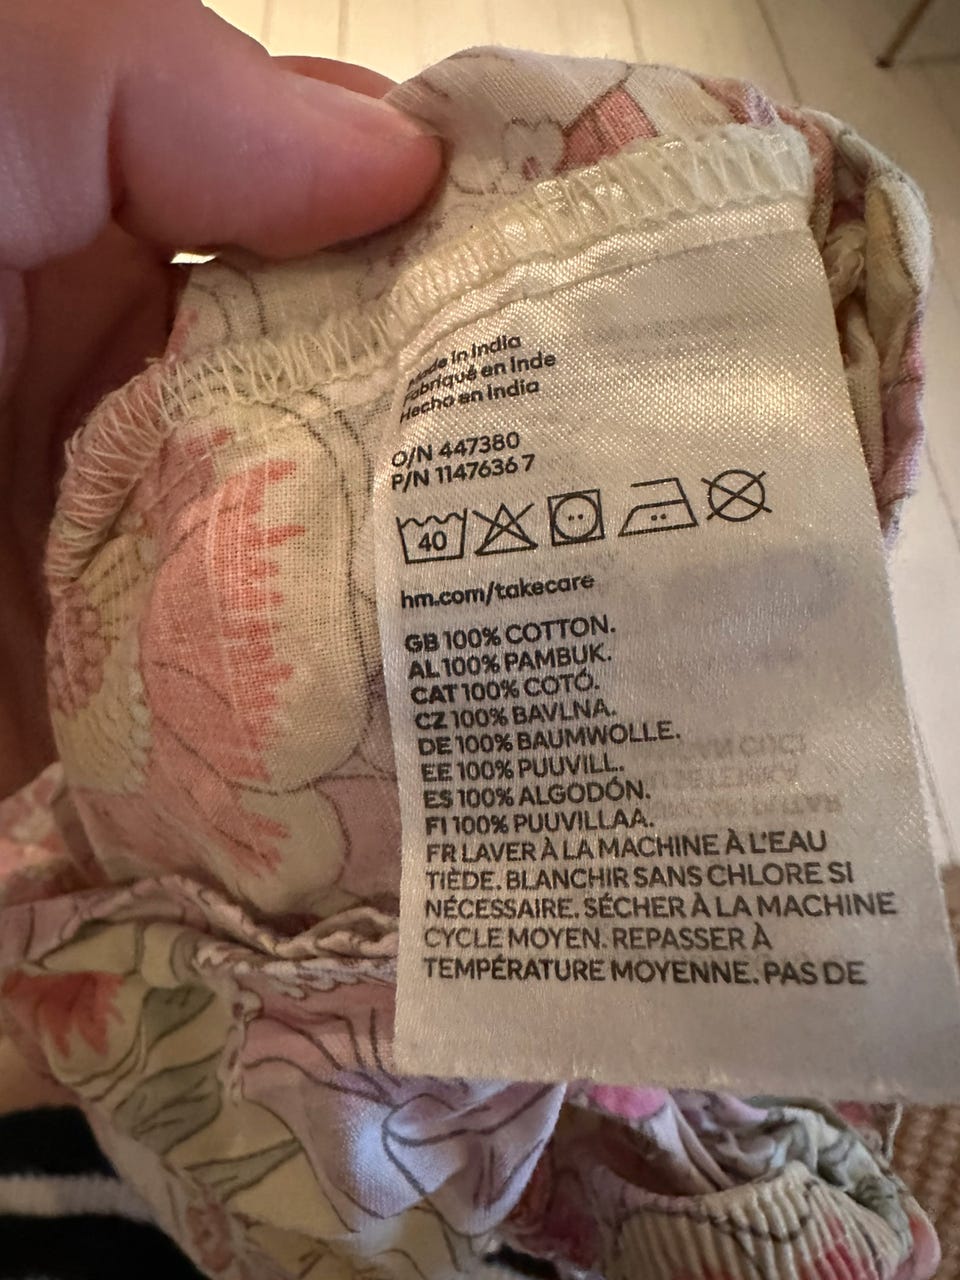 Made in India
Fabriqué en Inde
Hecho en India
O/N 447380
P/N 1147636 7
40
hm.com/takecare
GB 100% COTTON.
AL 100% PAMBUK.
CAT 100% COTÓ.
CZ 100% BAVLNA.
DE 100% BAUMWOLLE.
EE 100% PUUVILL.
ES 100% ALGODÓN.
FI 100% PUUVILLAA.
FR LAVER À LA MACHINE À L'EAU
TIÈDE. BLANCHIR SANS CHLORE SI
NÉCESSAIRE. SÉCHER À LA MACHINE
CYCLE MOYEN. REPASSER À
TEMPÉRATURE MOYENNE. PAS DE